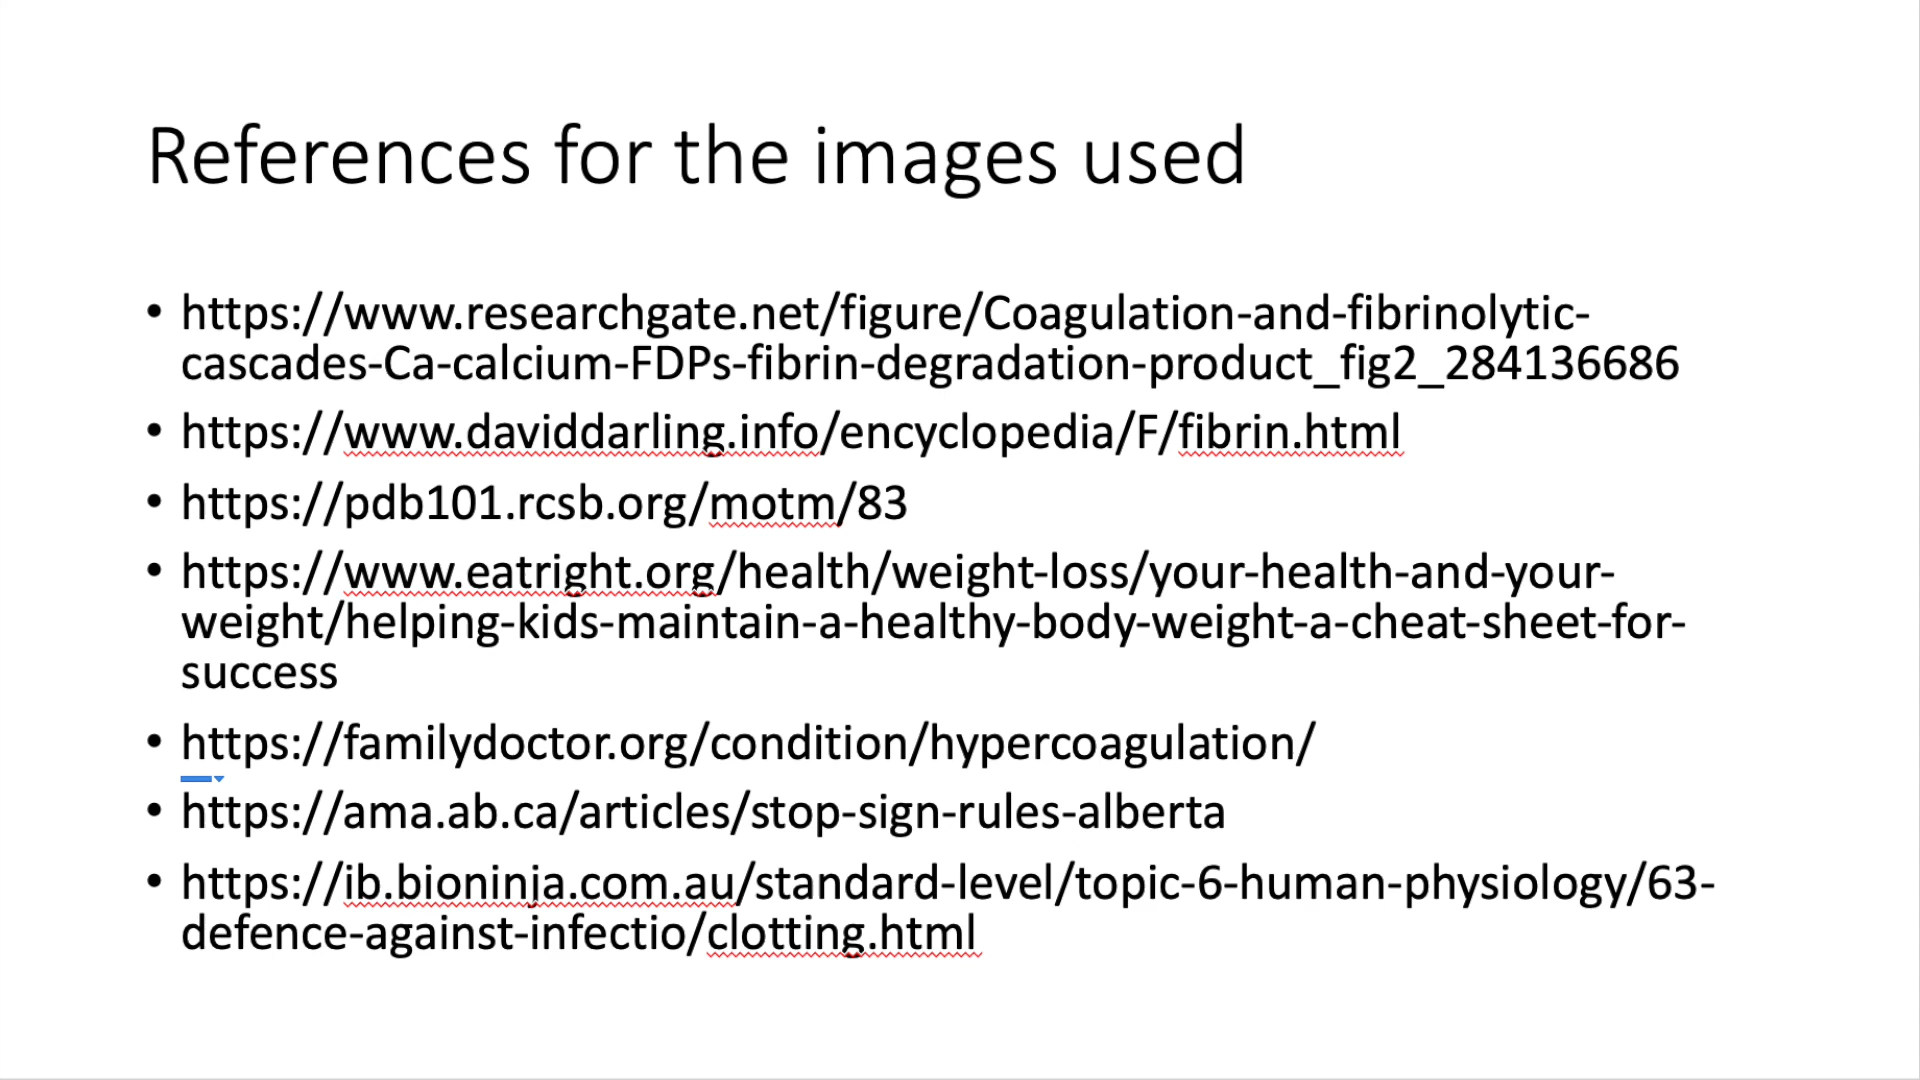 References for the images used
• https://www.researchgate.net/figure/Coagulation-and-fibrinolytic-
cascades-Ca-calcium-FDPs-fibrin-degradation-product_fig2_284136686
• https://www.daviddarling.info/encyclopedia/F/fibrin.html
• https://pdb101.rcsb.org/motm/83
• https://www.eatright.org/health/weight-loss/your-health-and-your-
weight/helping-kids-maintain-a-healthy-body-weight-a-cheat-sheet-for-
success
• https://familydoctor.org/condition/hypercoagulation/
• https://ama.ab.ca/articles/stop-sign-rules-alberta
• https://ib.bioninja.com.au/standard-level/topic-6-human-physiology/63-
defence-against-infectio/clotting.html